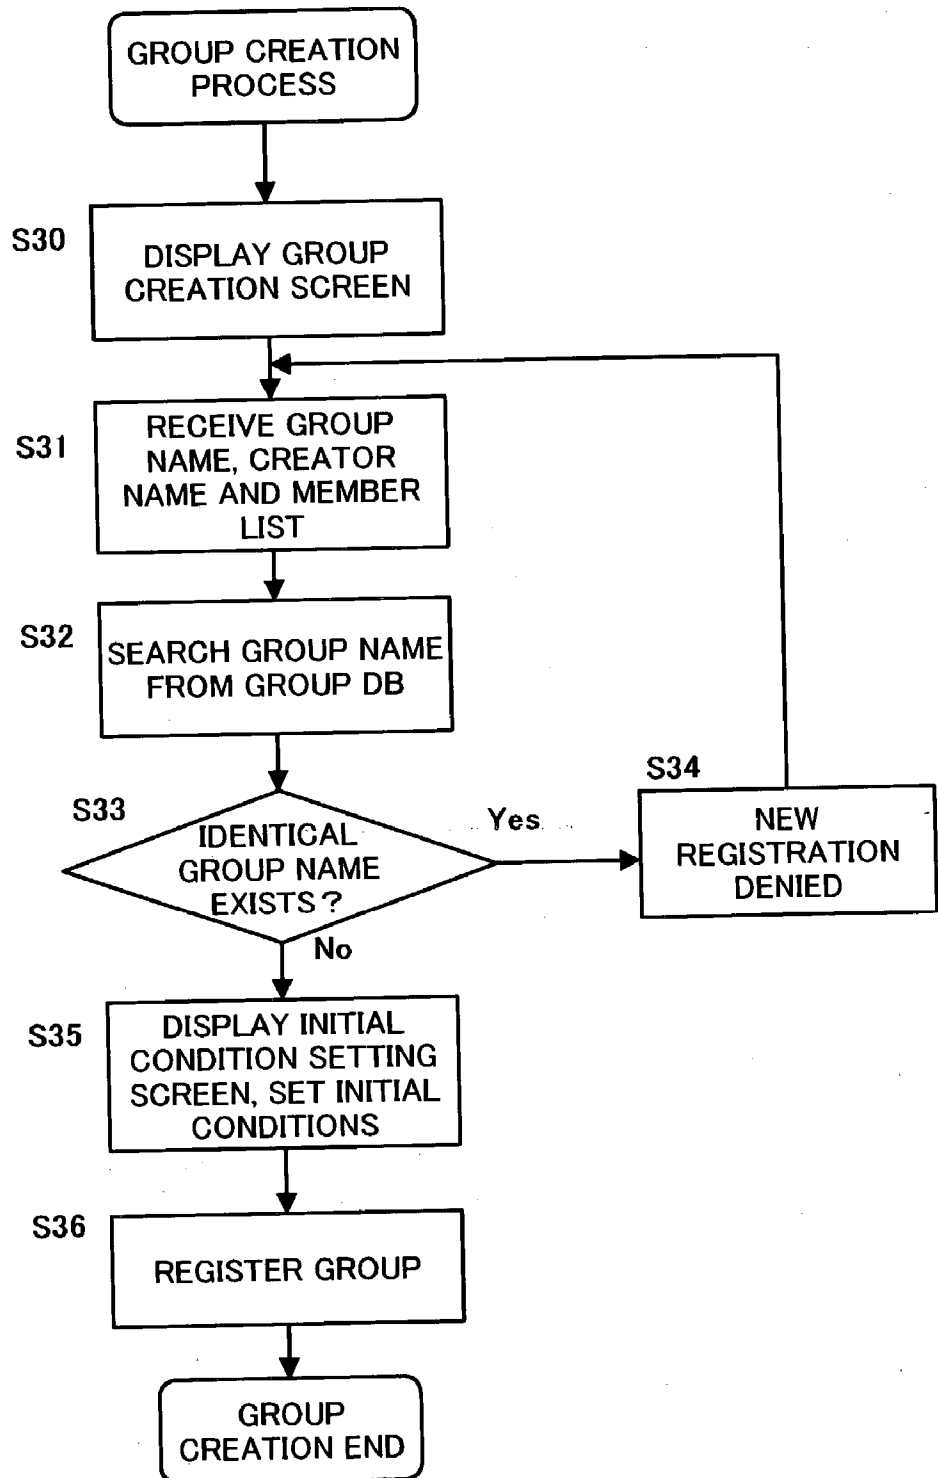 GROUP CREATION
PROCESS
S30
DISPLAY GROUP
CREATION SCREEN
S31
RECEIVE GROUP
NAME, CREATOR
NAME AND MEMBER
LIST
S32
SEARCH GROUP NAME
FROM GROUP DB
S33
IDENTICAL
GROUP NAME
EXISTS?
Yes
S34
NEW
REGISTRATION
DENIED
No
S35
DISPLAY INITIAL
CONDITION SETTING
SCREEN, SET INITIAL
CONDITIONS
S36
REGISTER GROUP
GROUP
CREATION END